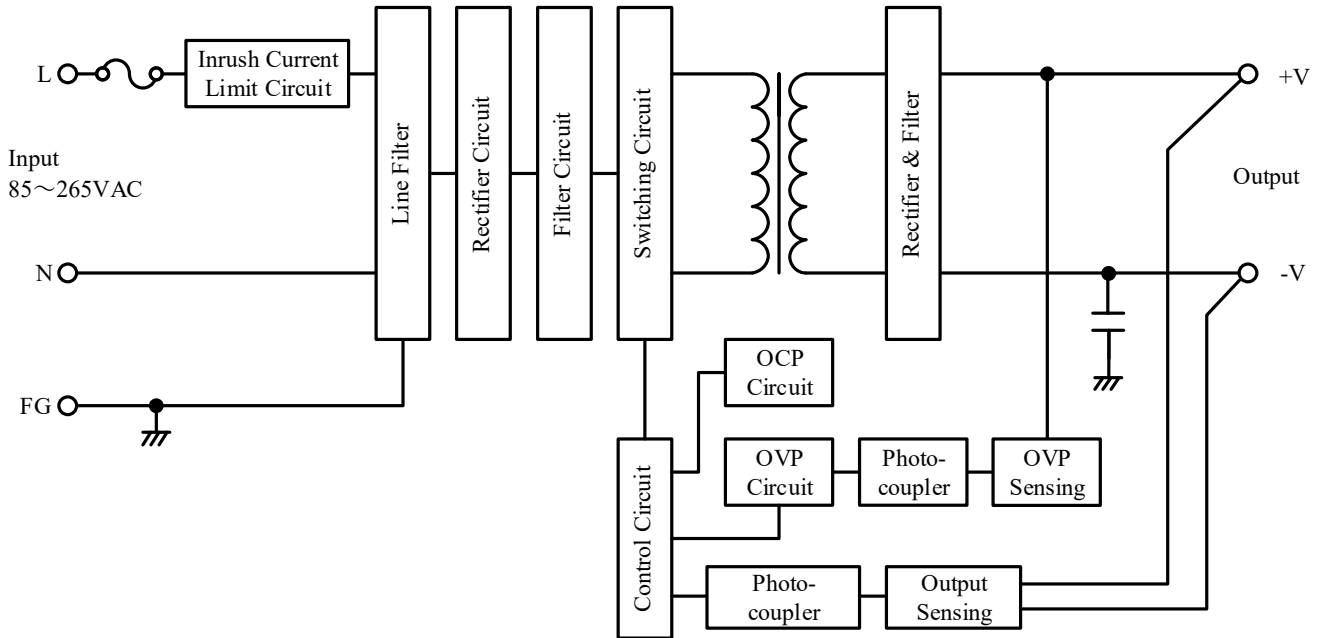 L
Inrush Current
Limit Circuit
Line Filter
Rectifier Circuit
Filter Circuit
Switching Circuit
Rectifier & Filter
+V
Input
85～265VAC
Output
N
-V
FG
OCP
Circuit
Control Circuit
OVP
Circuit
Photo-
coupler
OVP
Sensing
Photo-
coupler
Output
Sensing